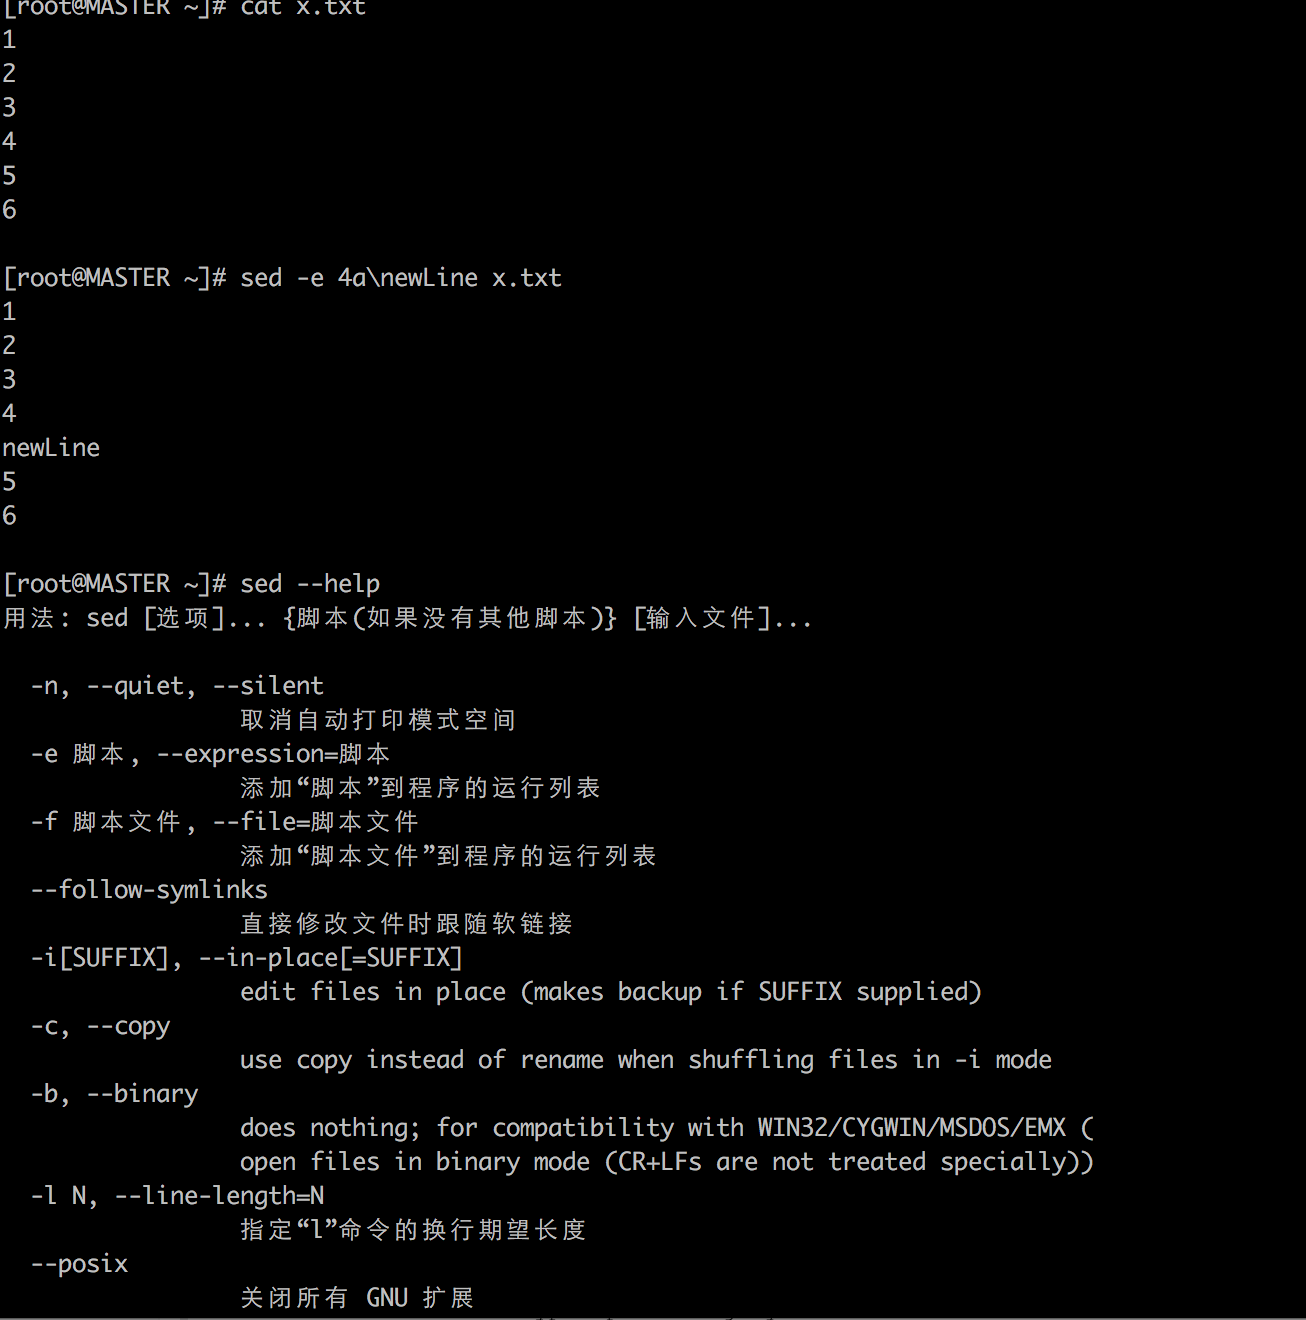 [root@MASTER ~]# cat x.txt
1
2
3
4
5
6
[root@MASTER ~]# sed -e 4a\newLine x.txt
1
2
3
4
newLine
5
6
[root@MASTER ~]# sed --help
用法: sed [选项]... {脚本(如果没有其他脚本)} [输入文件]...
-n, --quiet, --silent
取消自动打印模式空间
-e 脚本, --expression=脚本
添加“脚本”到程序的运行列表
-f 脚本文件, --file=脚本文件
添加“脚本文件”到程序的运行列表
--follow-symlinks
直接修改文件时跟随软链接
-i[SUFFIX], --in-place[=SUFFIX]
edit files in place (makes backup if SUFFIX supplied)
-c, --copy
use copy instead of rename when shuffling files in -i mode
-b, --binary
does nothing; for compatibility with WIN32/CYGWIN/MSDOS/EMX (
open files in binary mode (CR+LFs are not treated specially))
-l N, --line-length=N
指定“l”命令的换行期望长度
--posix
关闭所有 GNU 扩展